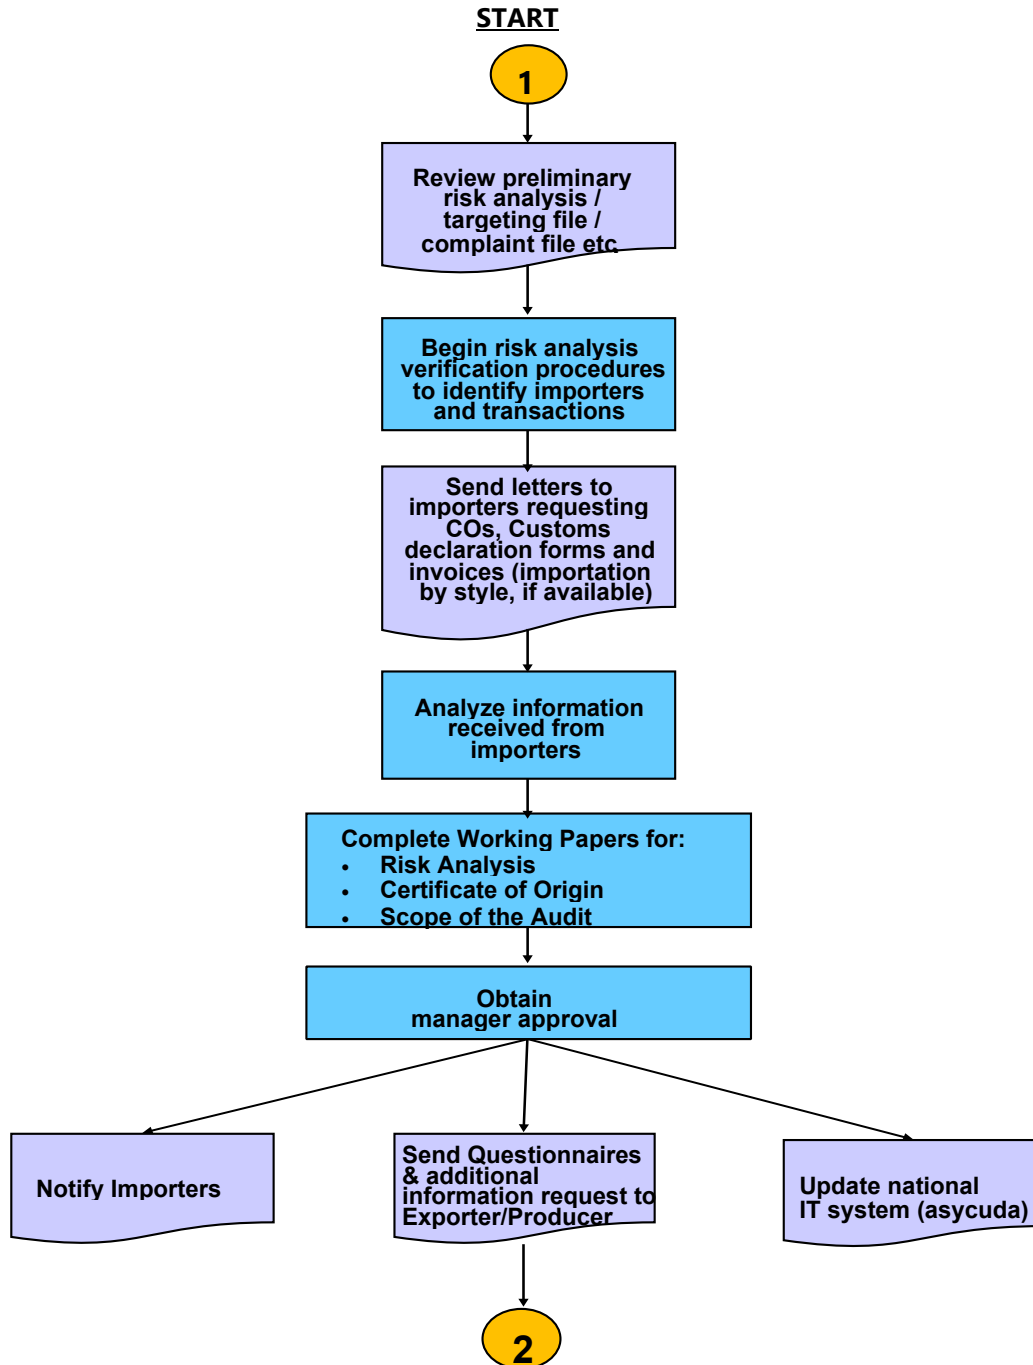 START
1
Review preliminary
risk analysis /
targeting file /
complaint file etc
Begin risk analysis
verification procedures
to identify importers
and transactions
Send letters to
importers requesting
COs, Customs
declaration forms and
invoices (importation
by style, if available)
Analyze information
received from
importers
Complete Working Papers for:
• Risk Analysis
• Certificate of Origin
• Scope of the Audit
Obtain
manager approval
Notify Importers
Send Questionnaires
& additional
information request to
Exporter/Producer
Update national
IT system (asycuda)
2